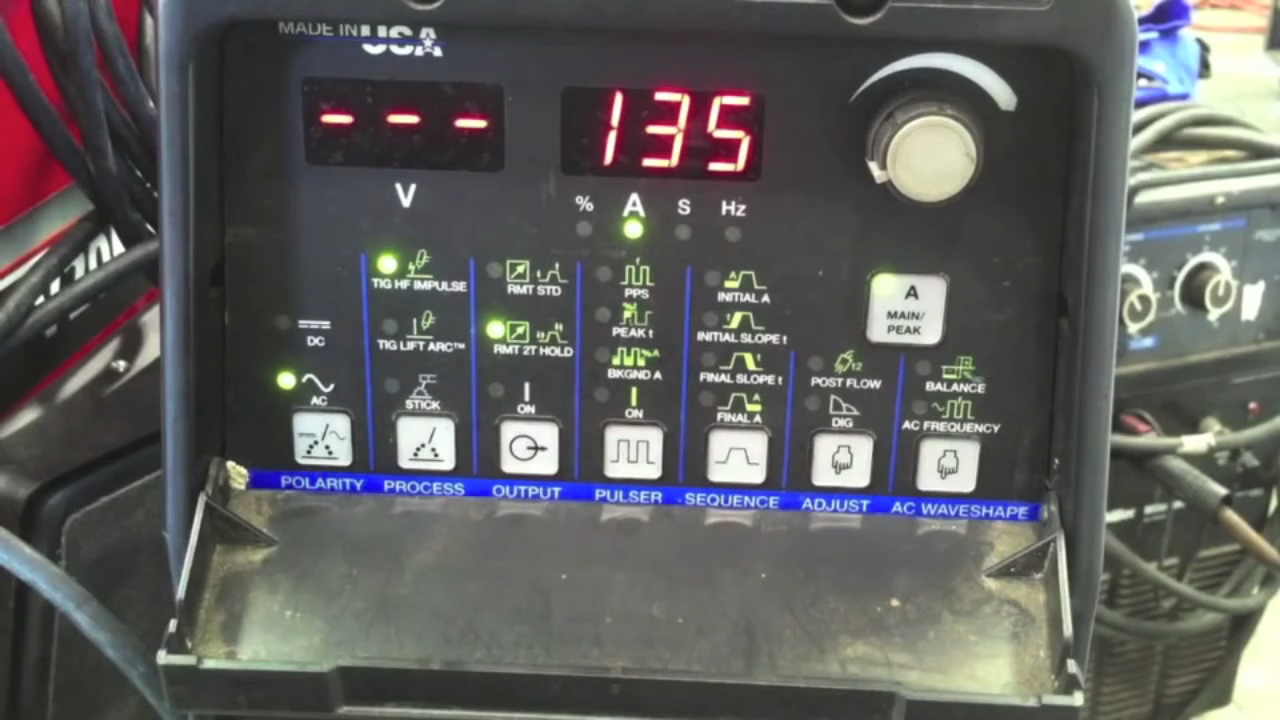 MADE IN USA
--- 135
V
% A S Hz
TIG HF IMPULSE
TIG LIFT ARC™
STICK
DC
AC
RMT STD
RMT 2T HOLD
ON
PPS
PEAK t
%A
BKGND A
ON
A
INITIAL A
t
INITIAL SLOPE t
t
FINAL SLOPE t
A
FINAL A
A
MAIN/
PEAK
POST FLOW
DIG
BALANCE
AC FREQUENCY
POLARITY PROCESS OUTPUT PULSER SEQUENCE ADJUST AC WAVESHAPE